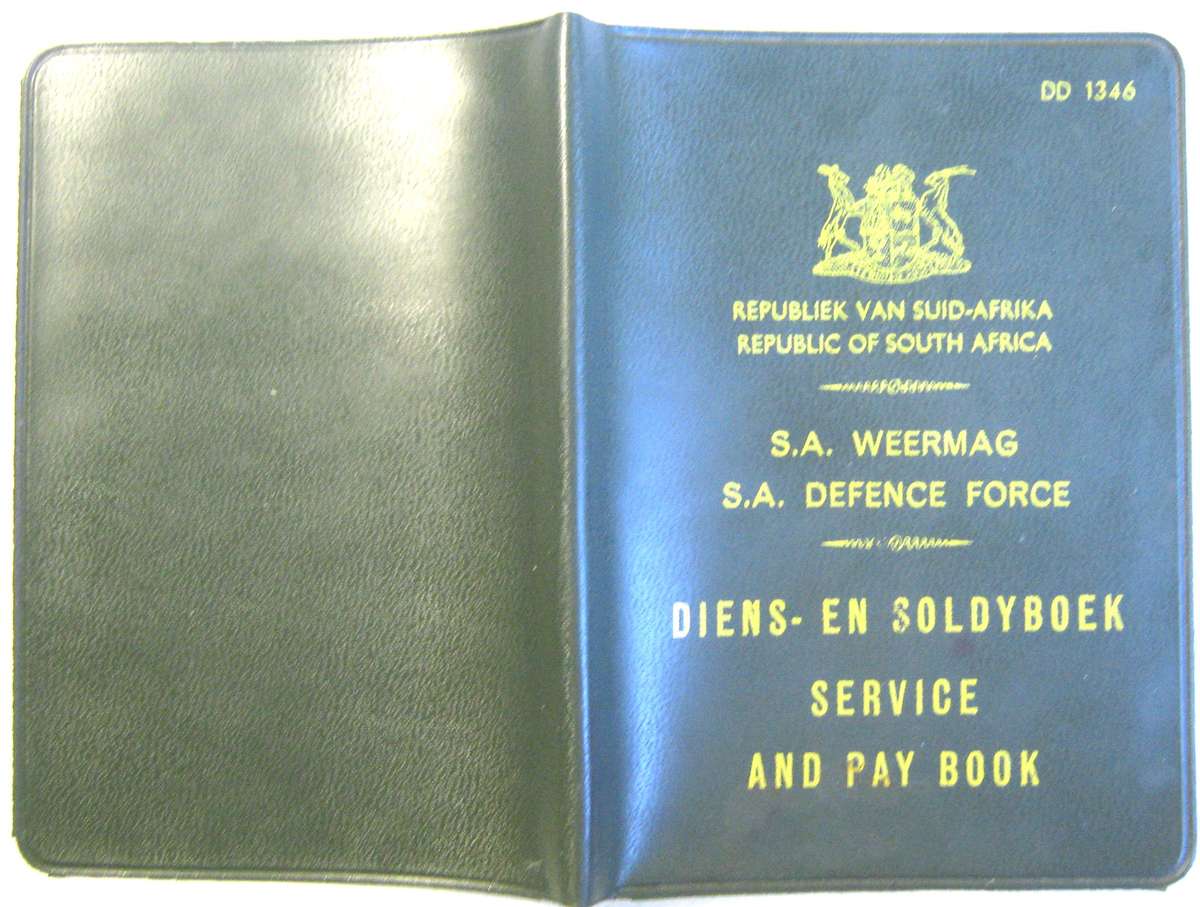 DD 1346
REPUBLIEK VAN SUID-AFRIKA
REPUBLIC OF SOUTH AFRICA
S.A. WEERMAG
S.A. DEFENCE FORCE
DIENS- EN SOLDYBOEK
SERVICE
AND PAY BOOK